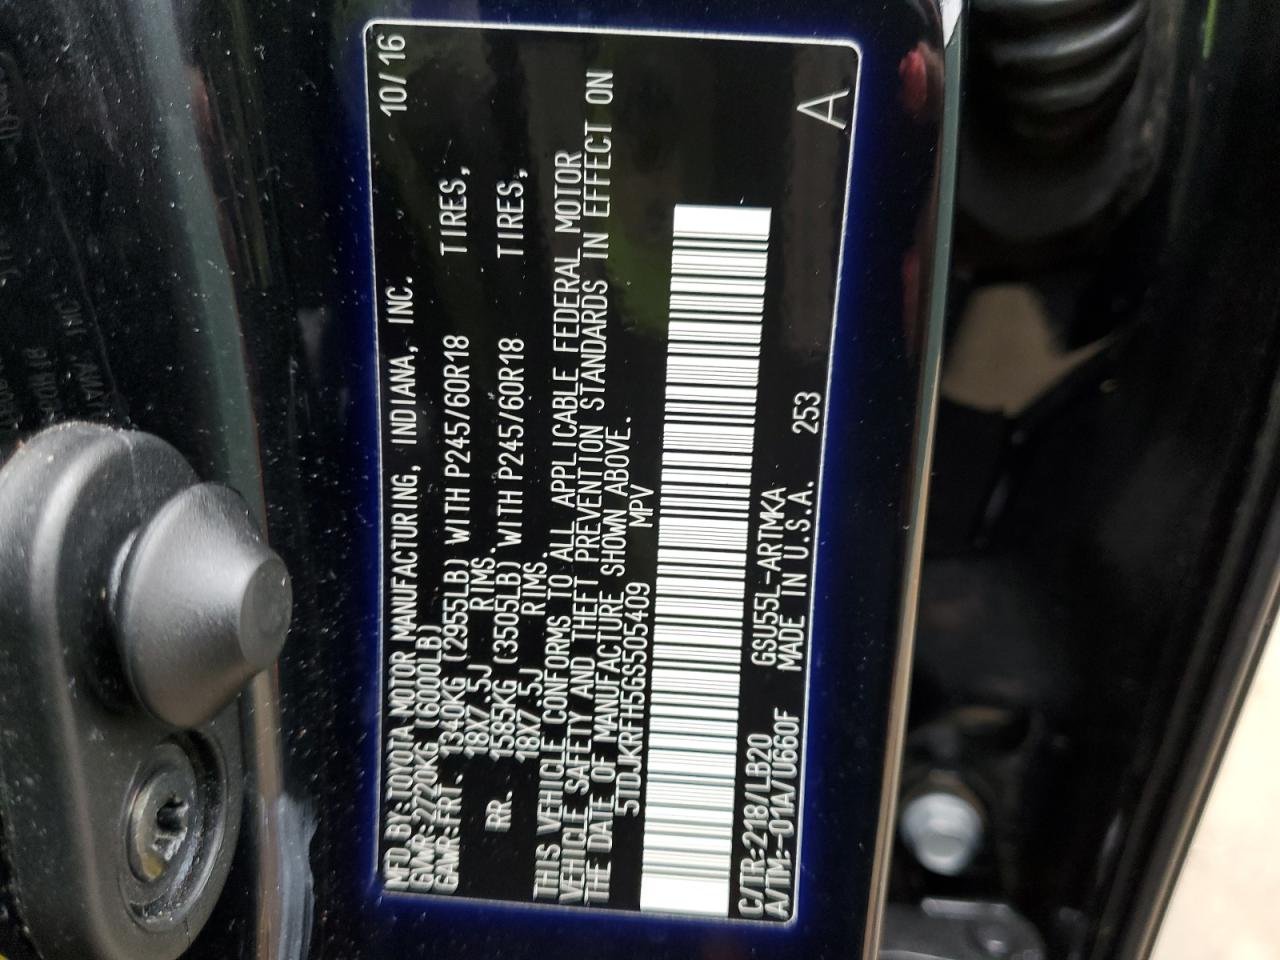 MFD. BY: TOYOTA MOTOR MANUFACTURING, INDIANA, INC. 10/16
GVWR: 2720KG (6000LB)
GAWR: FRT. 1340KG (2955LB) WITH P245/60R18 TIRES,
18X7.5J RIMS.
RR. 1585KG (3505LB) WITH P245/60R18 TIRES,
18X7.5J RIMS.
THIS VEHICLE CONFORMS TO ALL APPLICABLE FEDERAL MOTOR
VEHICLE SAFETY AND THEFT PREVENTION STANDARDS IN EFFECT ON
THE DATE OF MANUFACTURE SHOWN ABOVE.
5TDJKRFH5GS505409 MPV
C/TR: 218/LB20 GSU55L-ARTMKA
A/TM: -01A/U660F MADE IN U.S.A. 253 A